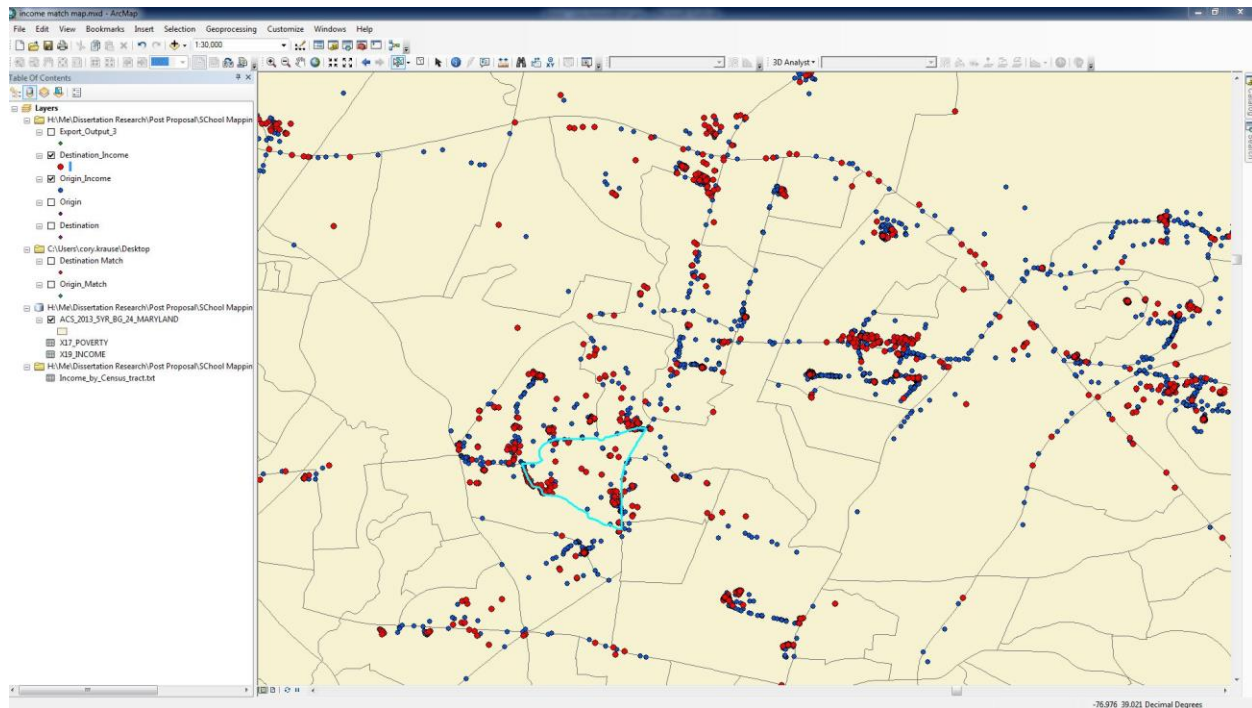 income match map.mxd - ArcMap
File Edit View Bookmarks Insert Selection Geoprocessing Customize Windows Help
1:30,000
3D Analyst
Table Of Contents
Layers
H:\Me\Dissertation Research\Post Proposal\SChool Mappin
Export_Output_3
Destination_Income
Origin_Income
Origin
Destination
C:\Users\cory.krause\Desktop
Destination Match
Origin_Match
H:\Me\Dissertation Research\Post Proposal\SChool Mappin
ACS_2013_5YR_BG_24_MARYLAND
X17_POVERTY
X19_INCOME
H:\Me\Dissertation Research\Post Proposal\SChool Mappin
Income_by_Census_tract.txt
Catalog
Search
-76.976 39.021 Decimal Degrees